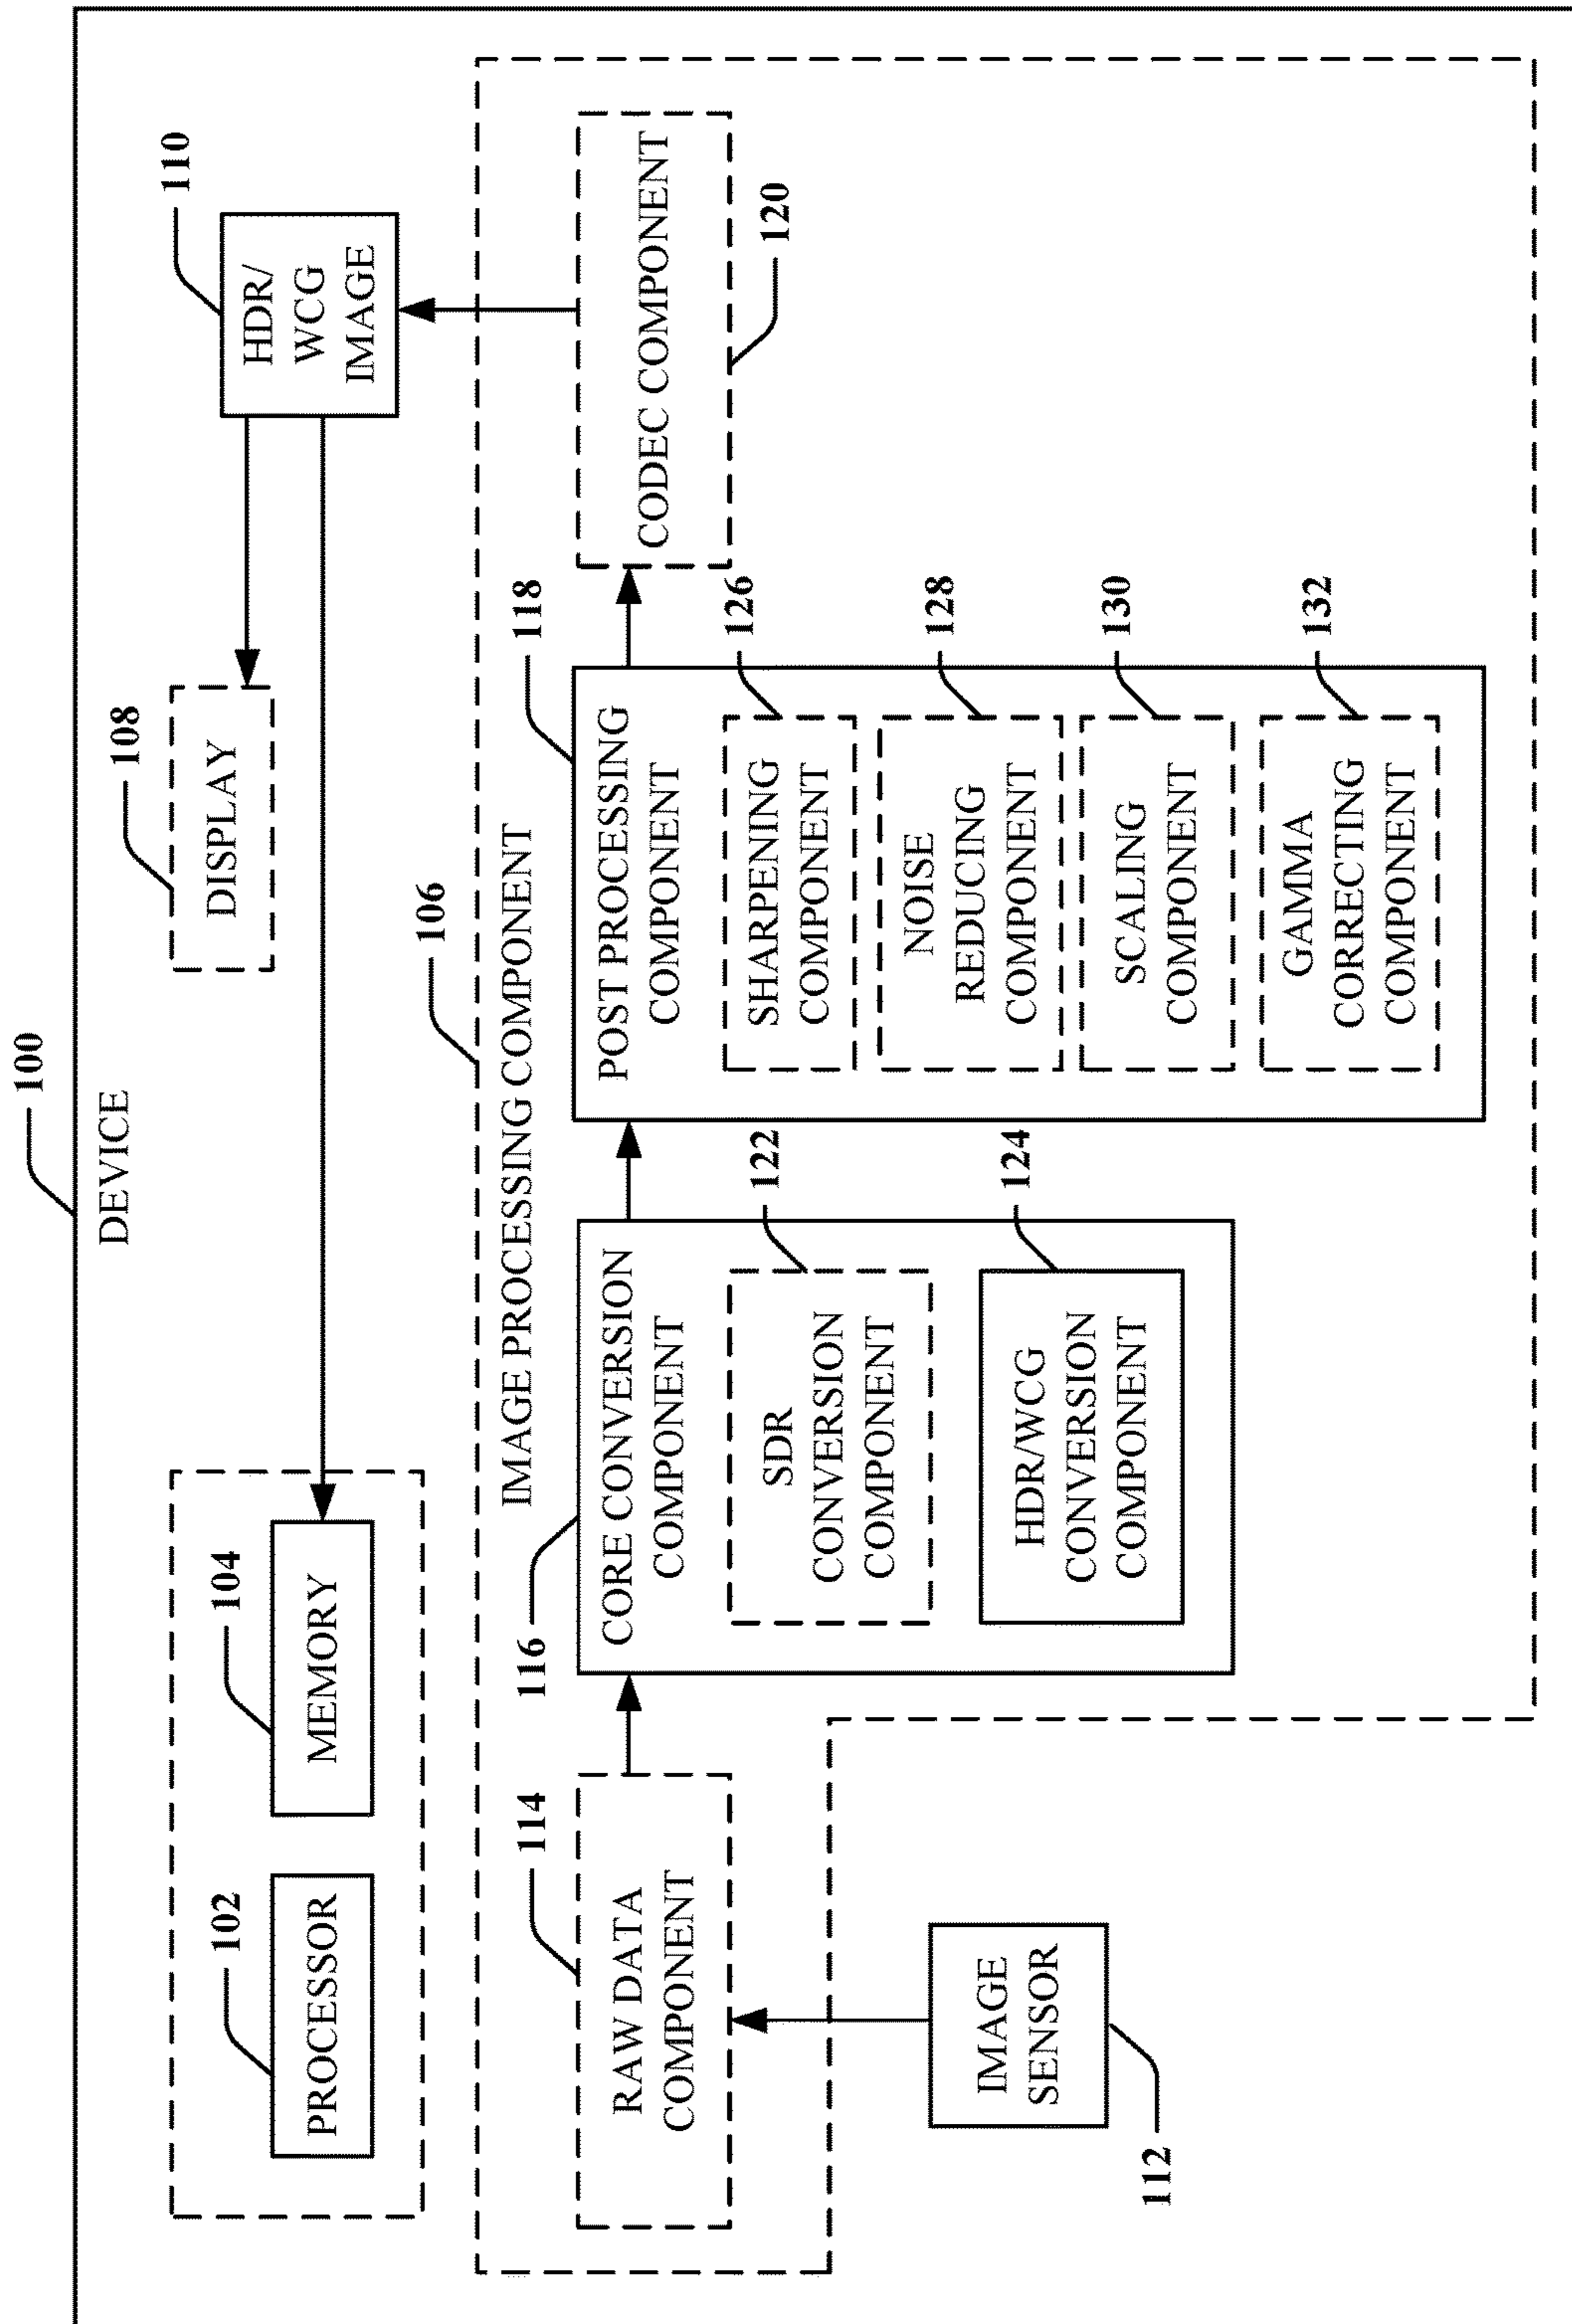 100
DEVICE
102
PROCESSOR
104
MEMORY
108
DISPLAY
110
HDR/
WCG
IMAGE
106
IMAGE PROCESSING COMPONENT
114
RAW DATA
COMPONENT
116
CORE CONVERSION
COMPONENT
122
SDR
CONVERSION
COMPONENT
124
HDR/WCG
CONVERSION
COMPONENT
118
POST PROCESSING
COMPONENT
126
SHARPENING
COMPONENT
128
NOISE
REDUCING
COMPONENT
130
SCALING
COMPONENT
132
GAMMA
CORRECTING
COMPONENT
CODEC COMPONENT
120
IMAGE
SENSOR
112